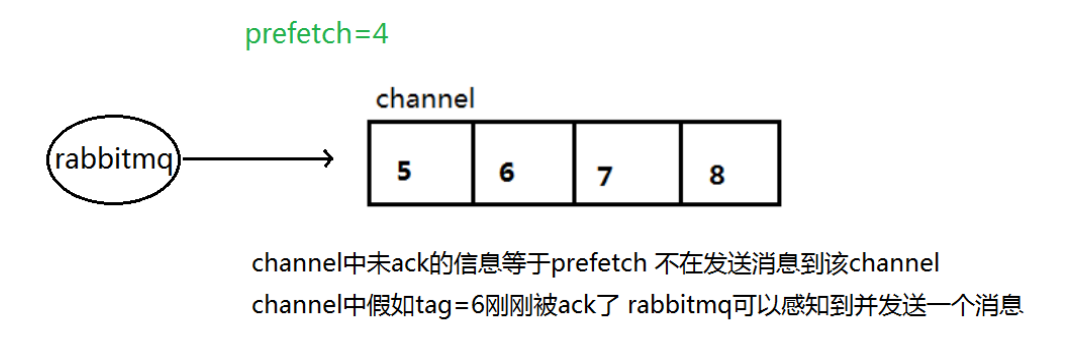 prefetch=4
channel
rabbitmq
5 6 7 8
channel中未ack的信息等于prefetch 不在发送消息到该channel
channel中假如tag=6刚刚被ack了 rabbitmq可以感知到并发送一个消息